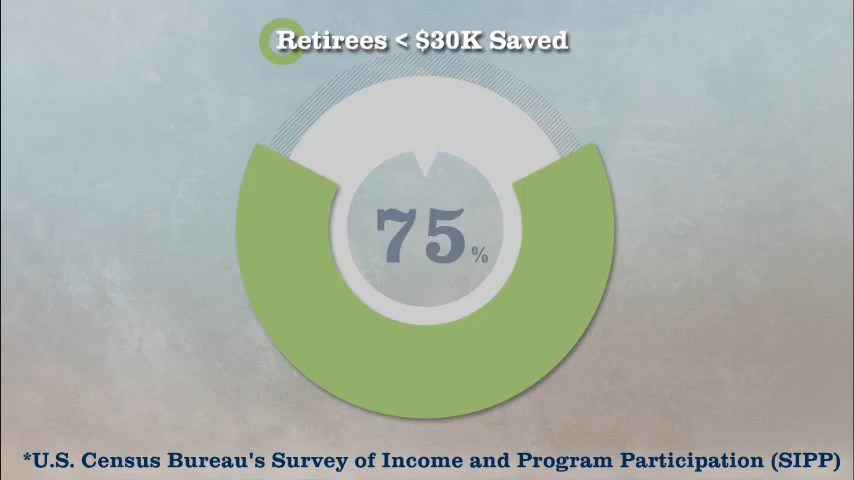 Retirees < $30K Saved
75%
*U.S. Census Bureau's Survey of Income and Program Participation (SIPP)